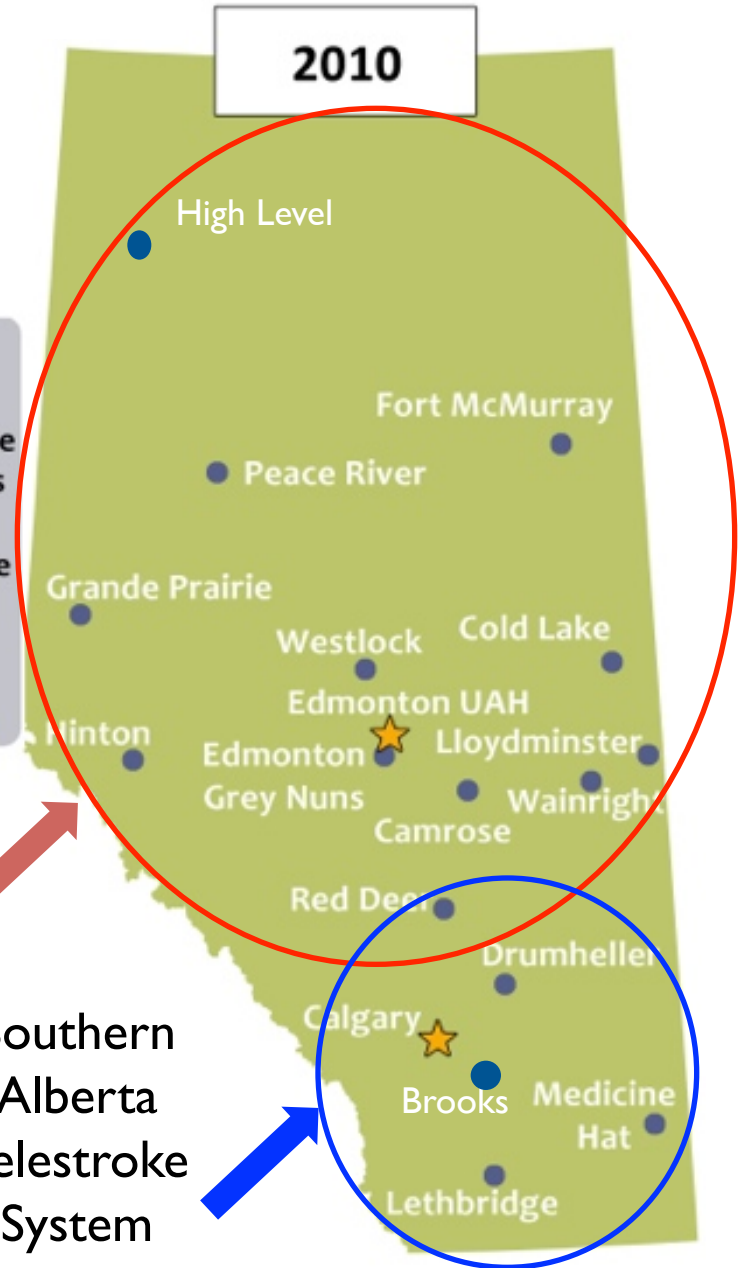 2010
High Level
e
Fort McMurray
s
Peace River
e
Grande Prairie
Westlock
Cold Lake
Edmonton UAH
Hinton
Edmonton
Grey Nuns
Lloydminster
Wainright
Camrose
Red Deer
Drumheller
Calgary
Southern
Alberta
elestroke
System
Brooks
Medicine
Hat
Lethbridge